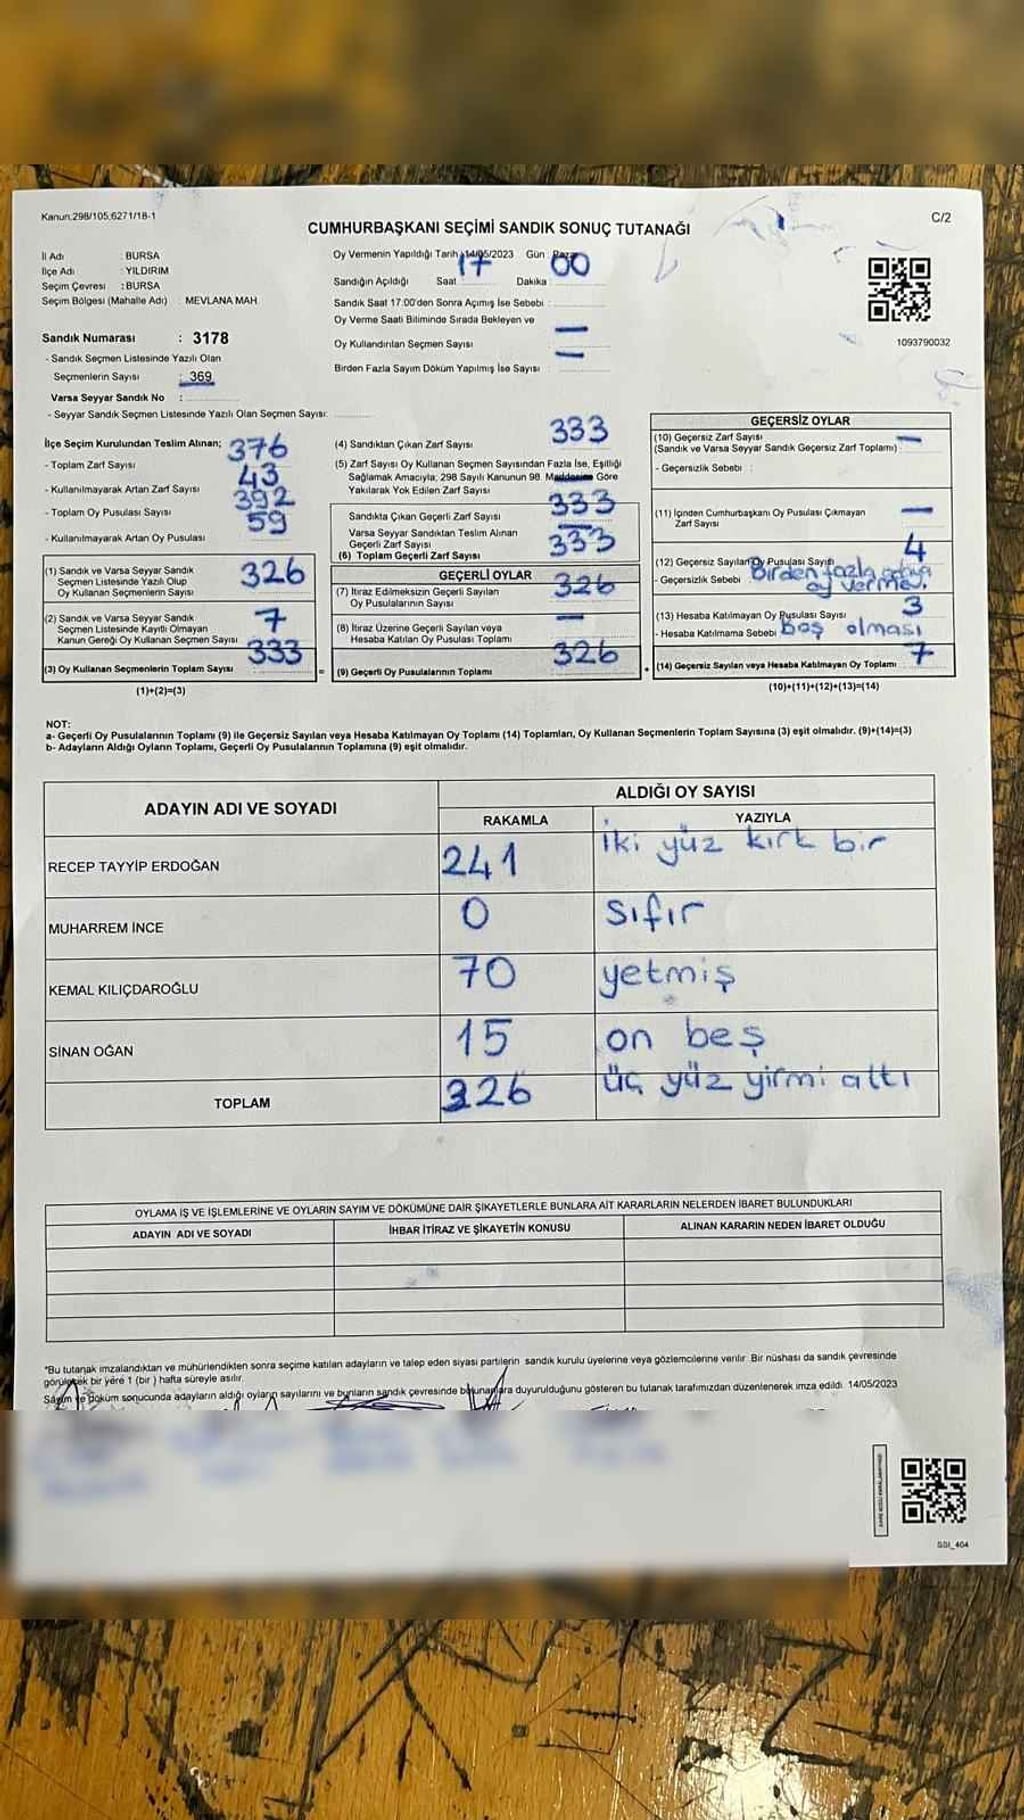 Kanun:298/105;6271/18-1
C/2
CUMHURBAŞKANI SEÇİMİ SANDIK SONUÇ TUTANAĞI
İl Adı : BURSA
İlçe Adı : YILDIRIM
Seçim Çevresi : BURSA
Seçim Bölgesi (Mahalle Adı) MEVLANA MAH.
Oy Vermenin Yapıldığı Tarih 14/05/2023 Gün :
Sandığın Açıldığı Saat 17 Dakika 00
Sandık Saat 17:00'den Sonra Açımış İse Sebebi :
Oy Verme Saati Bitiminde Sırada Bekleyen ve
Oy Kullandırılan Seçmen Sayısı : —
Birden Fazla Sayım Döküm Yapılmış İse Sayısı : —
1093790032
Sandık Numarası : 3178
- Sandık Seçmen Listesinde Yazılı Olan
Seçmenlerin Sayısı : 369
Varsa Seyyar Sandık No :
- Seyyar Sandık Seçmen Listesinde Yazılı Olan Seçmen Sayısı:
İlçe Seçim Kurulundan Teslim Alınan;
- Toplam Zarf Sayısı 376
- Kullanılmayarak Artan Zarf Sayısı 43
- Toplam Oy Pusulası Sayısı 392
- Kullanılmayarak Artan Oy Pusulası 59
(1) Sandık ve Varsa Seyyar Sandık
Seçmen Listesinde Yazılı Olup
Oy Kullanan Seçmenlerin Sayısı 326
(2) Sandık ve Varsa Seyyar Sandık
Seçmen Listesinde Kayıtlı Olmayan
Kanun Gereği Oy Kullanan Seçmen Sayısı 7
(3) Oy Kullanan Seçmenlerin Toplam Sayısı 333 =
(1)+(2)=(3)
(4) Sandıktan Çıkan Zarf Sayısı 333
(5) Zarf Sayısı Oy Kullanan Seçmen Sayısından Fazla İse, Eşitliği
Sağlamak Amacıyla; 298 Sayılı Kanunun 98. Maddesine Göre
Yakılarak Yok Edilen Zarf Sayısı —
Sandıkta Çıkan Geçerli Zarf Sayısı 333
Varsa Seyyar Sandıktan Teslim Alınan
Geçerli Zarf Sayısı —
(6) Toplam Geçerli Zarf Sayısı 333
GEÇERLİ OYLAR
(7) İtiraz Edilmeksizin Geçerli Sayılan
Oy Pusulalarının Sayısı 326
(8) İtiraz Üzerine Geçerli Sayılan veya
Hesaba Katılan Oy Pusulası Toplamı —
(9) Geçerli Oy Pusulalarının Toplamı 326 +
GEÇERSİZ OYLAR
(10) Geçersiz Zarf Sayısı
(Sandık ve Varsa Seyyar Sandık Geçersiz Zarf Toplamı) —
- Geçersizlik Sebebi :
(11) İçinden Cumhurbaşkanı Oy Pusulası Çıkmayan
Zarf Sayısı —
(12) Geçersiz Sayılan Oy Pusulası Sayısı 4
- Geçersizlik Sebebi Birden fazla adaya
oy verme.
(13) Hesaba Katılmayan Oy Pusulası Sayısı 3
- Hesaba Katılmama Sebebi boş olması
(14) Geçersiz Sayılan veya Hesaba Katılmayan Oy Toplamı 7
(10)+(11)+(12)+(13)=(14)
NOT:
a- Geçerli Oy Pusulalarının Toplamı (9) ile Geçersiz Sayılan veya Hesaba Katılmayan Oy Toplamı (14) Toplamları, Oy Kullanan Seçmenlerin Toplam Sayısına (3) eşit olmalıdır. (9)+(14)=(3)
b- Adayların Aldığı Oyların Toplamı, Geçerli Oy Pusulalarının Toplamına (9) eşit olmalıdır.
ADAYIN ADI VE SOYADI ALDIĞI OY SAYISI
RAKAMLA YAZIYLA
RECEP TAYYİP ERDOĞAN 241 iki yüz kırk bir
MUHARREM İNCE 0 sıfır
KEMAL KILIÇDAROĞLU 70 yetmiş
SİNAN OĞAN 15 on beş
TOPLAM 326 üç yüz yirmi altı
OYLAMA İŞ VE İŞLEMLERİNE VE OYLARIN SAYIM VE DÖKÜMÜNE DAİR ŞİKAYETLERLE BUNLARA AİT KARARLARIN NELERDEN İBARET BULUNDUKLARI
ADAYIN ADI VE SOYADI İHBAR İTİRAZ VE ŞİKAYETİN KONUSU ALINAN KARARIN NEDEN İBARET OLDUĞU
*Bu tutanak imzalandıktan ve mühürlendikten sonra seçime katılan adayların ve talep eden siyasi partilerin sandık kurulu üyelerine veya gözlemcilerine verilir. Bir nüshası da sandık çevresinde
görülecek bir yere 1 (bir) hafta süreyle asılır.
Sayım ve döküm sonucunda adayların aldığı oyların sayılarını ve bunların sandık çevresinde bulunanlara duyurulduğunu gösteren bu tutanak tarafımızdan düzenlenerek imza edildi. 14/05/2023